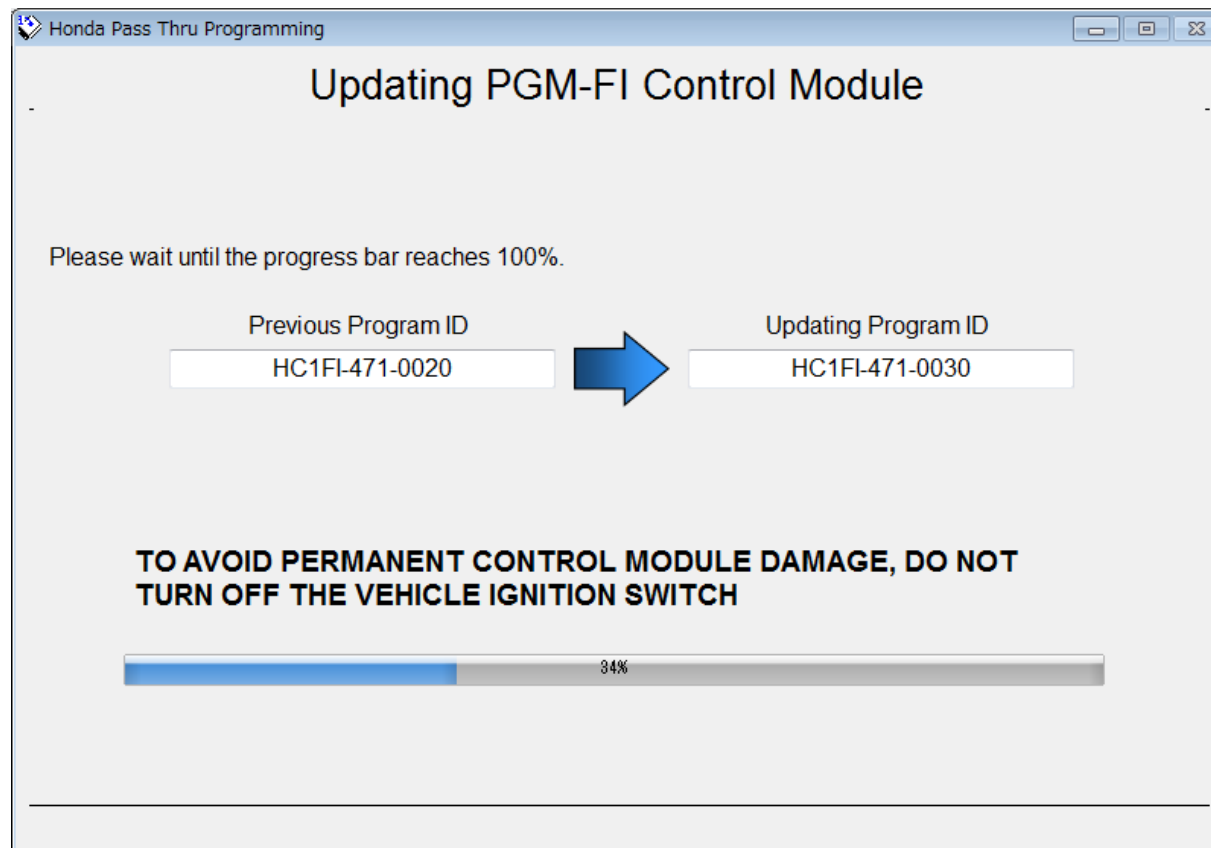 Honda Pass Thru Programming
Updating PGM-FI Control Module
Please wait until the progress bar reaches 100%.
Previous Program ID
Updating Program ID
HC1FI-471-0020
HC1FI-471-0030
TO AVOID PERMANENT CONTROL MODULE DAMAGE, DO NOT
TURN OFF THE VEHICLE IGNITION SWITCH
34%